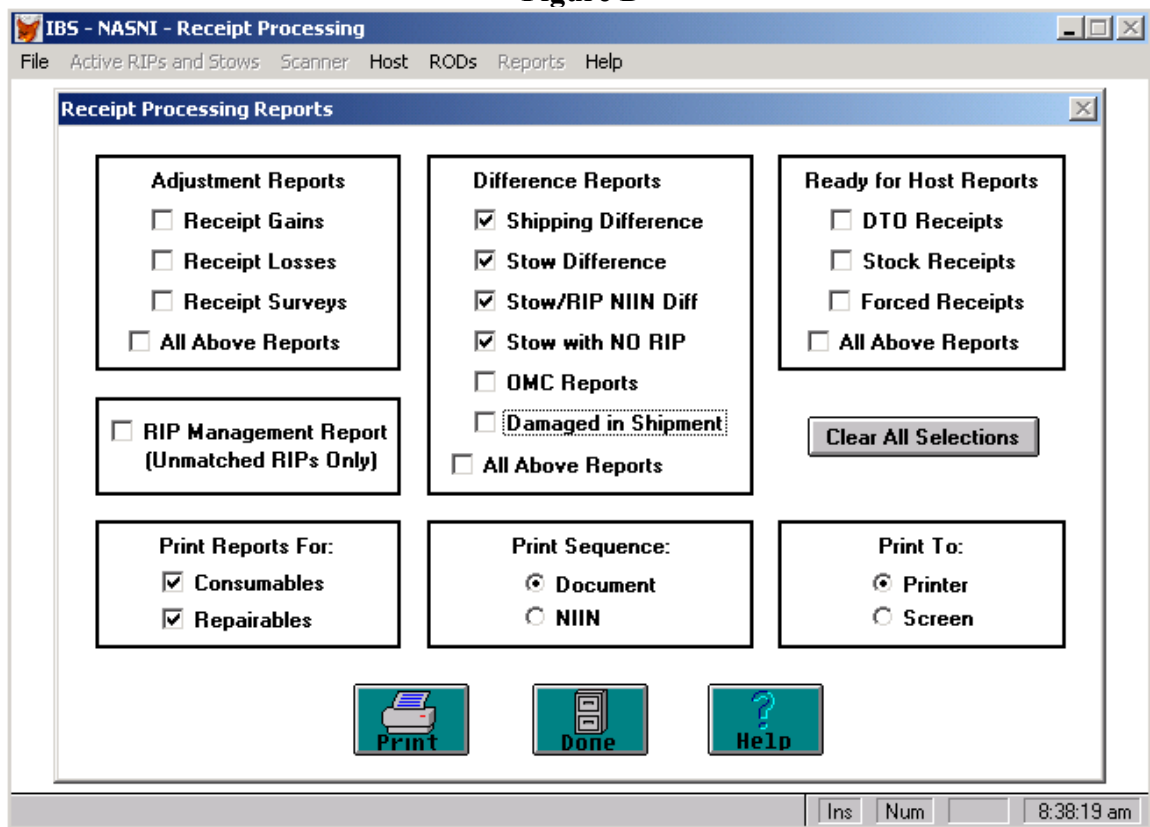 IBS - NASNI - Receipt Processing
File Active RIPs and Stows Scanner Host RODs Reports Help
Receipt Processing Reports
Adjustment Reports
Receipt Gains
Receipt Losses
Receipt Surveys
All Above Reports
Difference Reports
Shipping Difference
Stow Difference
Stow/RIP NIIN Diff
Stow with NO RIP
OMC Reports
Damaged in Shipment
All Above Reports
Ready for Host Reports
DTO Receipts
Stock Receipts
Forced Receipts
All Above Reports
RIP Management Report
(Unmatched RIPs Only)
Clear All Selections
Print Reports For:
Consumables
Repairables
Print Sequence:
Document
NIIN
Print To:
Printer
Screen
Print
Done
Help
Ins Num 8:38:19 am